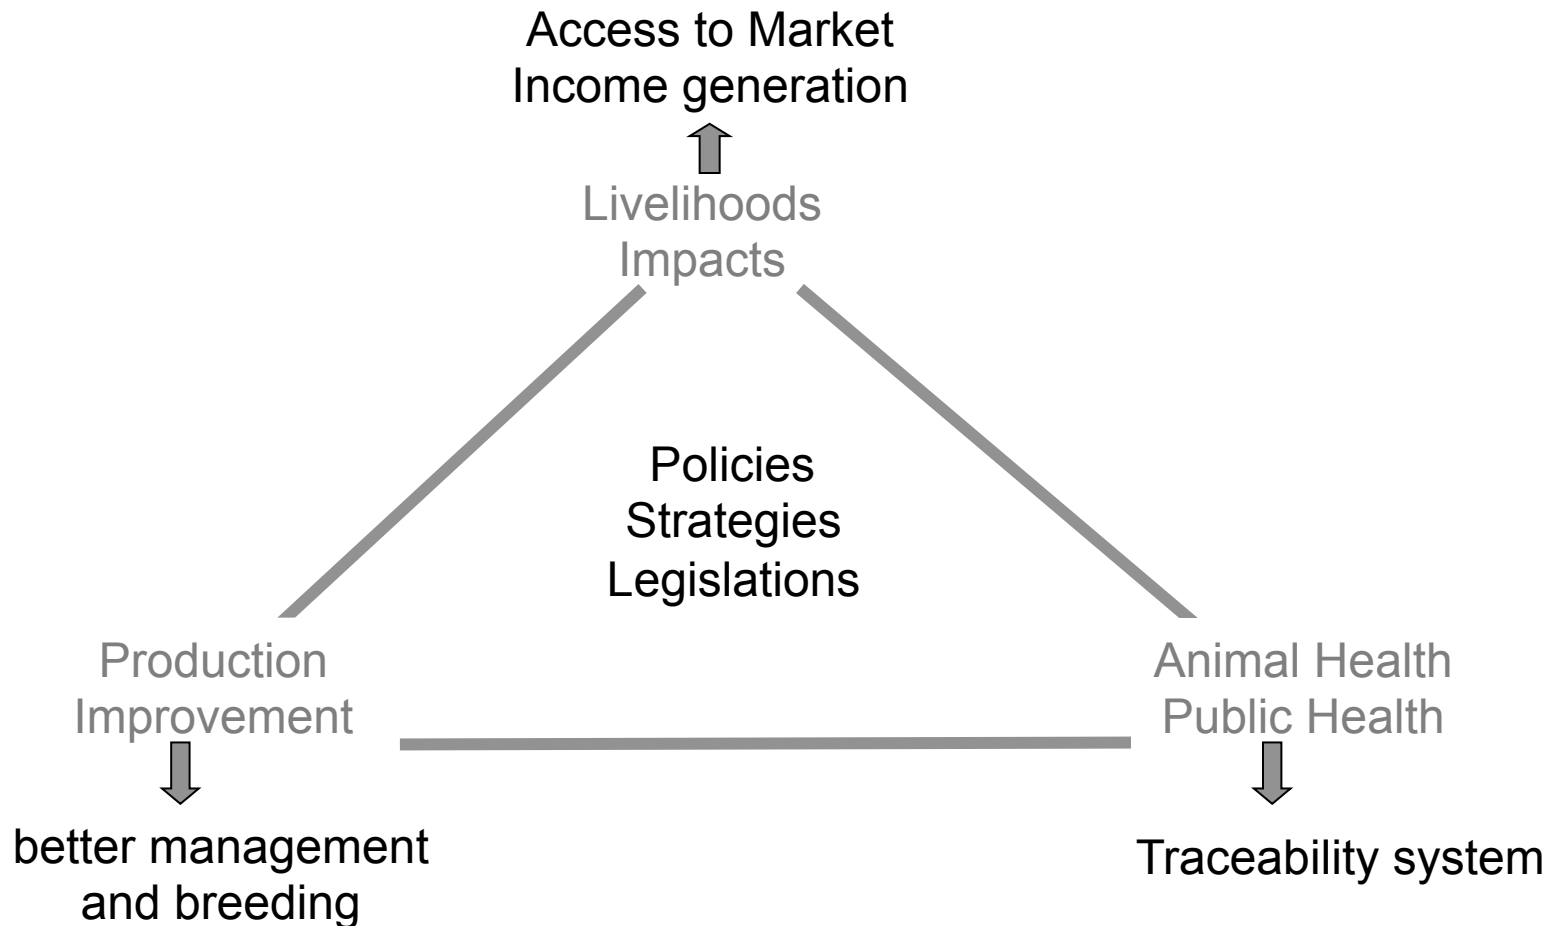 Access to Market
Income generation
Livelihoods
Impacts
Policies
Strategies
Legislations
Production
Improvement
Animal Health
Public Health
better management
and breeding
Traceability system